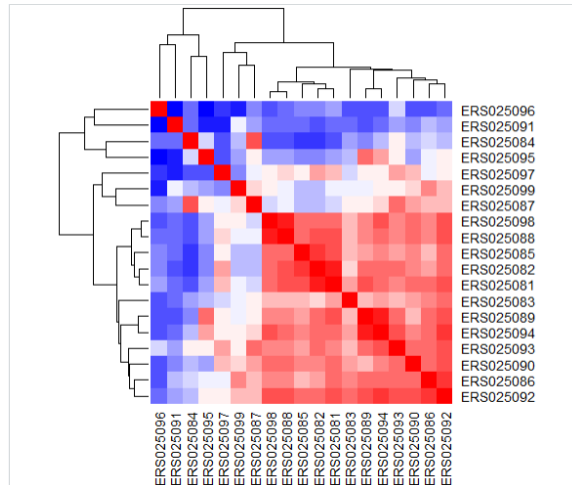 ERS025096
ERS025091
ERS025084
ERS025095
ERS025097
ERS025099
ERS025087
ERS025098
ERS025088
ERS025085
ERS025082
ERS025081
ERS025083
ERS025089
ERS025094
ERS025093
ERS025090
ERS025086
ERS025092
ERS025096
ERS025091
ERS025084
ERS025095
ERS025097
ERS025099
ERS025087
ERS025098
ERS025088
ERS025085
ERS025082
ERS025081
ERS025083
ERS025089
ERS025094
ERS025093
ERS025090
ERS025086
ERS025092